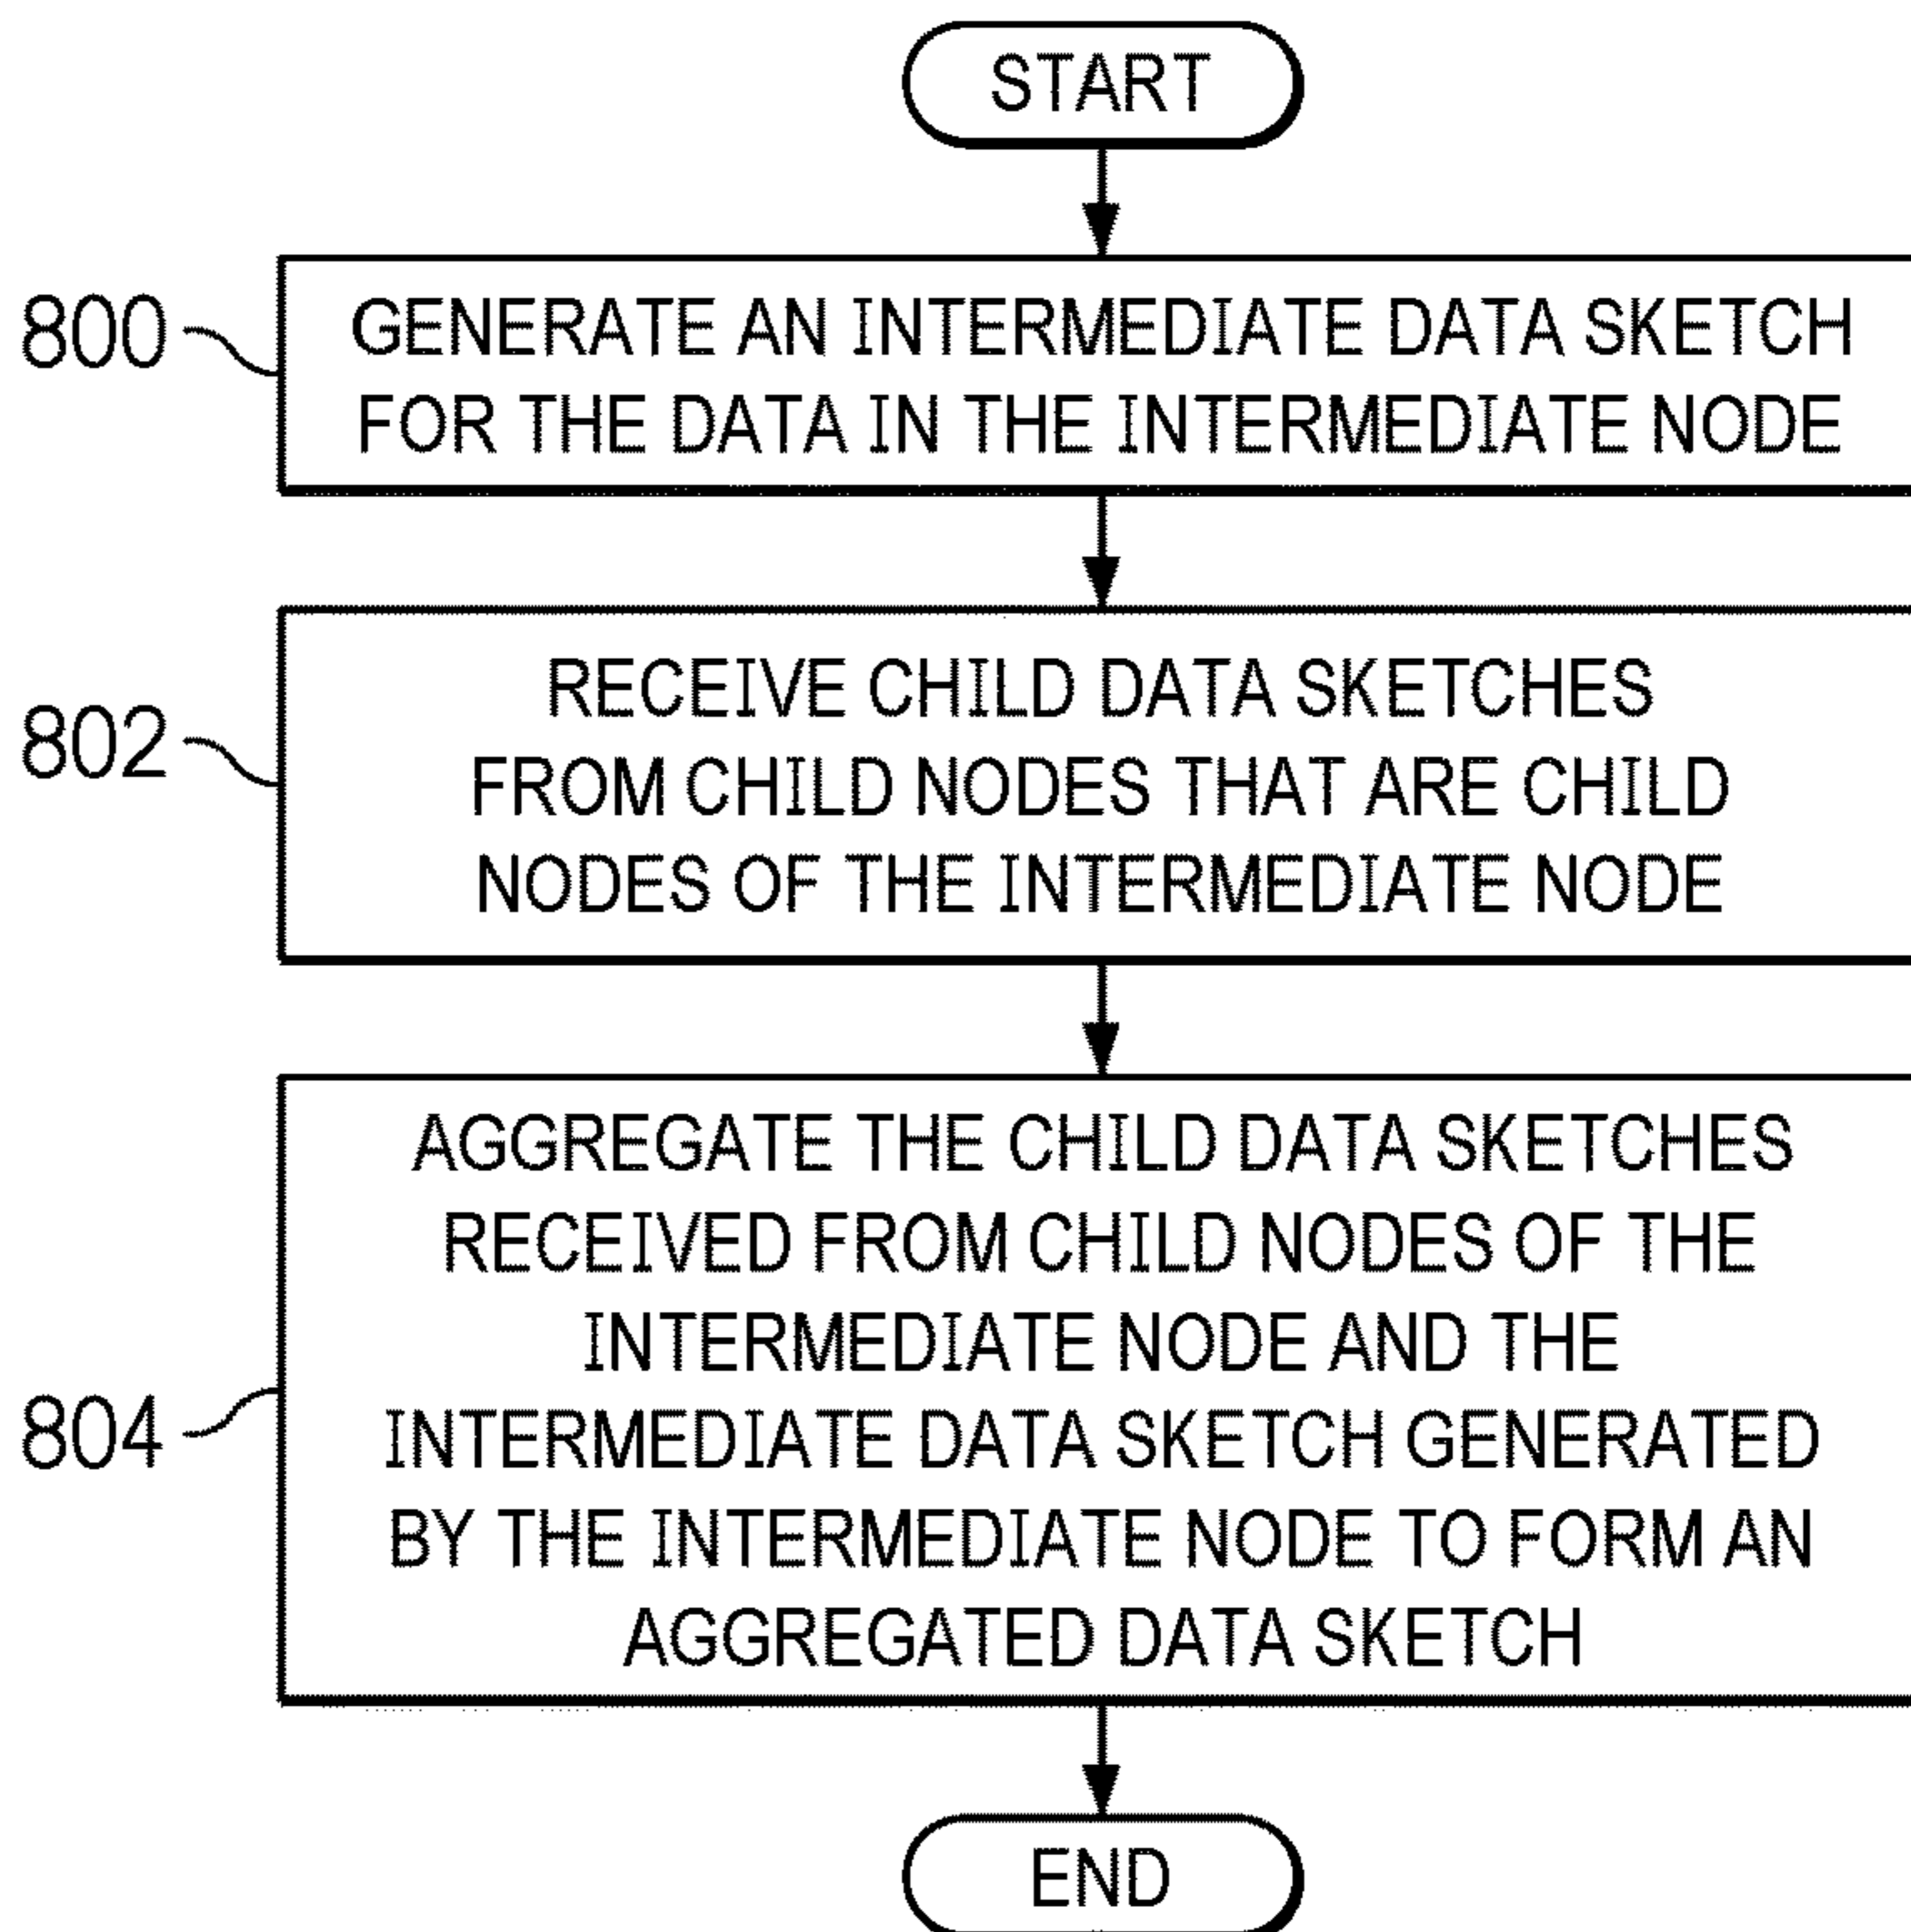 START
800
GENERATE AN INTERMEDIATE DATA SKETCH
FOR THE DATA IN THE INTERMEDIATE NODE
802
RECEIVE CHILD DATA SKETCHES
FROM CHILD NODES THAT ARE CHILD
NODES OF THE INTERMEDIATE NODE
804
AGGREGATE THE CHILD DATA SKETCHES
RECEIVED FROM CHILD NODES OF THE
INTERMEDIATE NODE AND THE
INTERMEDIATE DATA SKETCH GENERATED
BY THE INTERMEDIATE NODE TO FORM AN
AGGREGATED DATA SKETCH
END